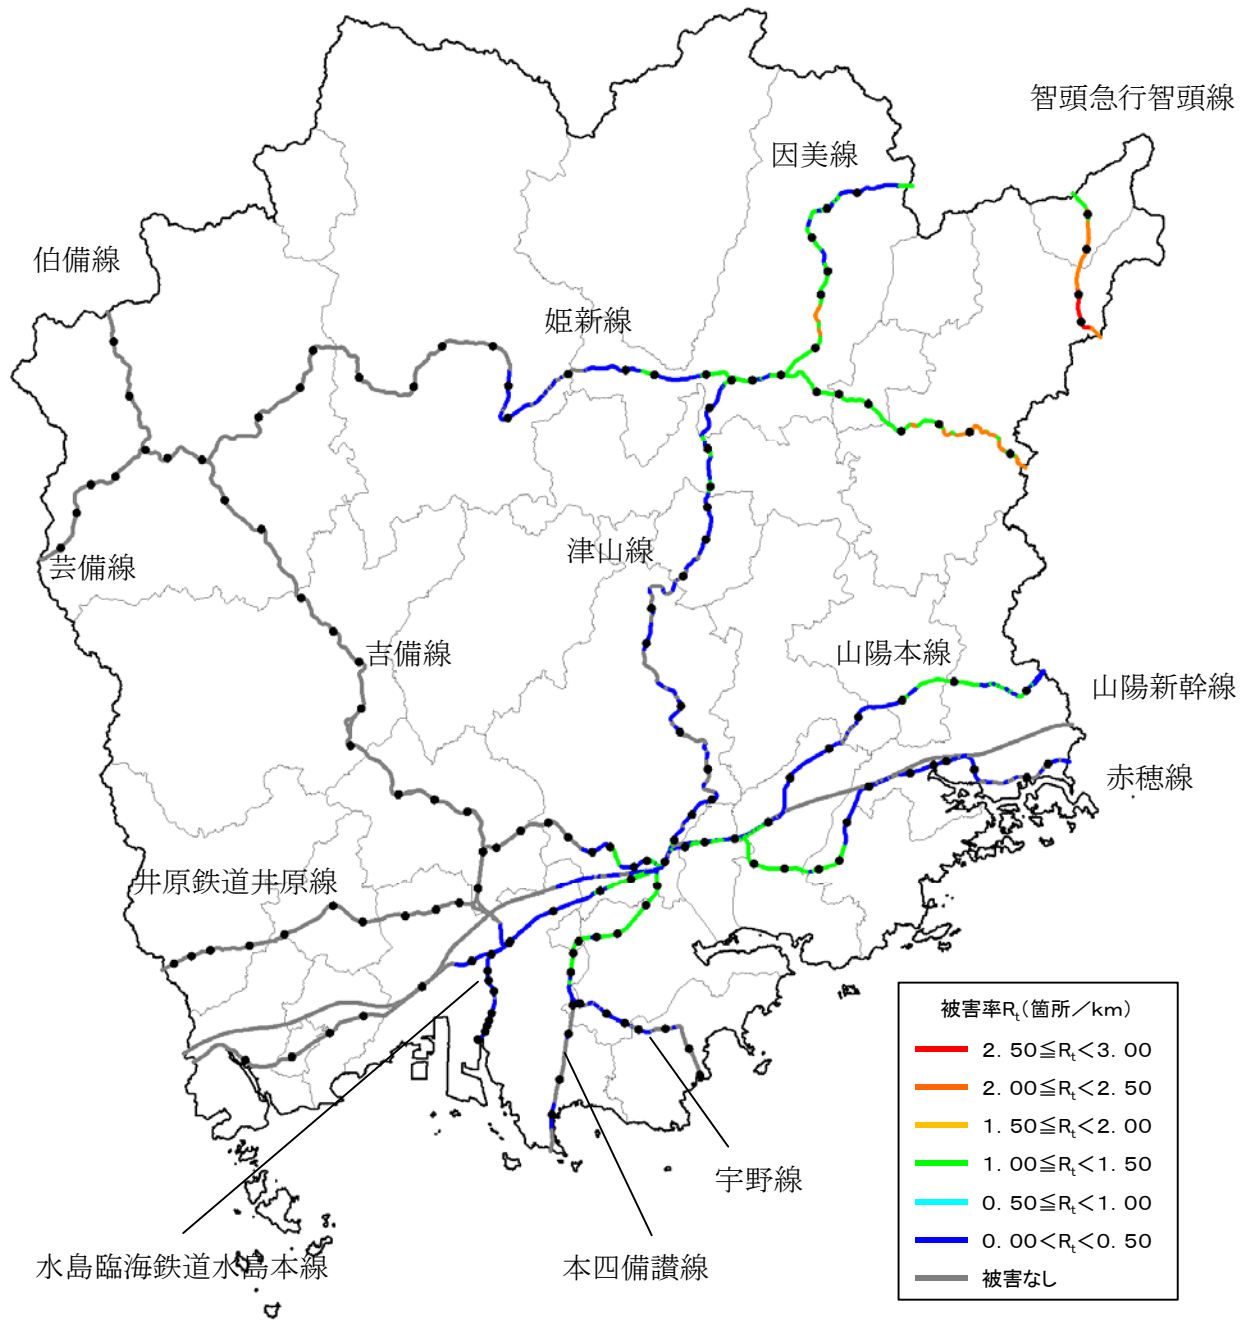 智頭急行智頭線
因美線
伯備線
姫新線
津山線
芸備線
吉備線
山陽本線
山陽新幹線
赤穂線
井原鉄道井原線
宇野線
水島臨海鉄道水島本線
本四備讃線
被害率Rt(箇所／km)
2．50≦Rt＜3．00
2．00≦Rt＜2．50
1．50≦Rt＜2．00
1．00≦Rt＜1．50
0．50≦Rt＜1．00
0．00＜Rt＜0．50
被害なし